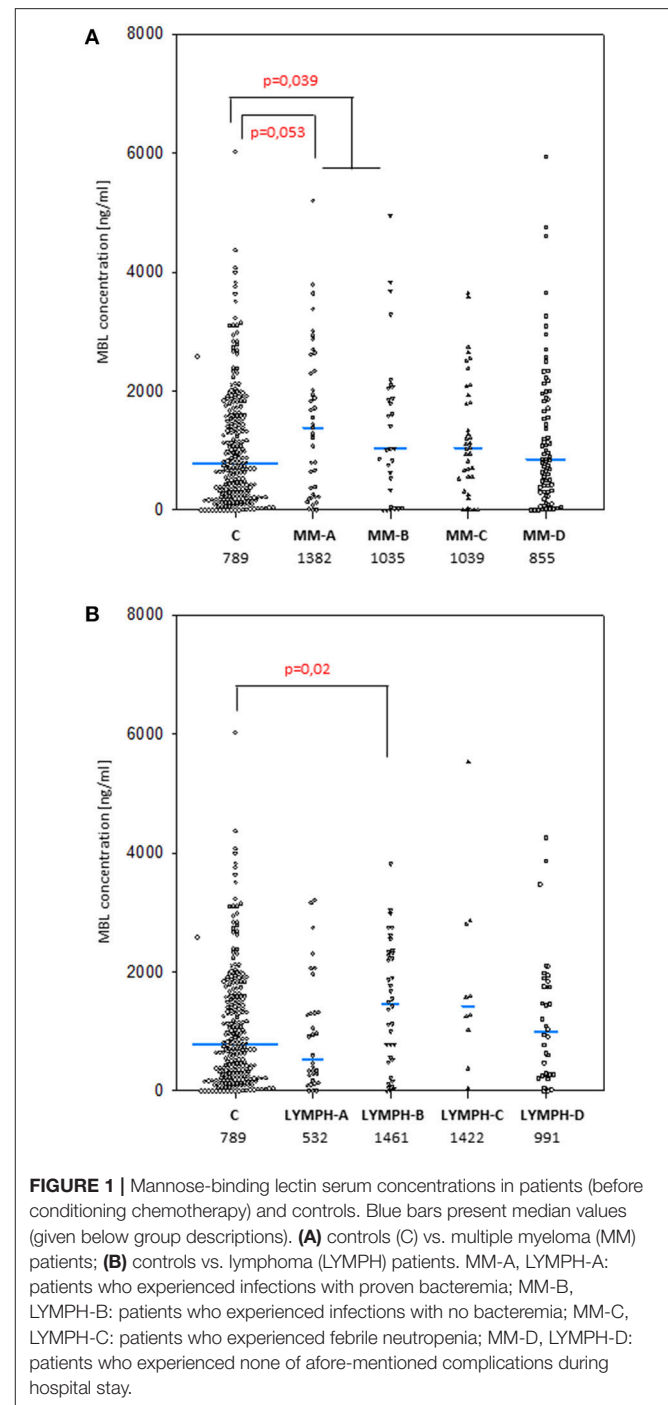 A
8000
p=0,039
p=0,053
6000
4000
2000
0
MBL concentration [ng/ml]
C MM-A MM-B MM-C MM-D
789 1382 1035 1039 855
B
8000
p=0,02
6000
4000
2000
0
MBL concentration [ng/ml]
C LYMPH-A LYMPH-B LYMPH-C LYMPH-D
789 532 1461 1422 991
FIGURE 1 | Mannose-binding lectin serum concentrations in patients (before
conditioning chemotherapy) and controls. Blue bars present median values
(given below group descriptions). (A) controls (C) vs. multiple myeloma (MM)
patients; (B) controls vs. lymphoma (LYMPH) patients. MM-A, LYMPH-A:
patients who experienced infections with proven bacteremia; MM-B,
LYMPH-B: patients who experienced infections with no bacteremia; MM-C,
LYMPH-C: patients who experienced febrile neutropenia; MM-D, LYMPH-D:
patients who experienced none of afore-mentioned complications during
hospital stay.